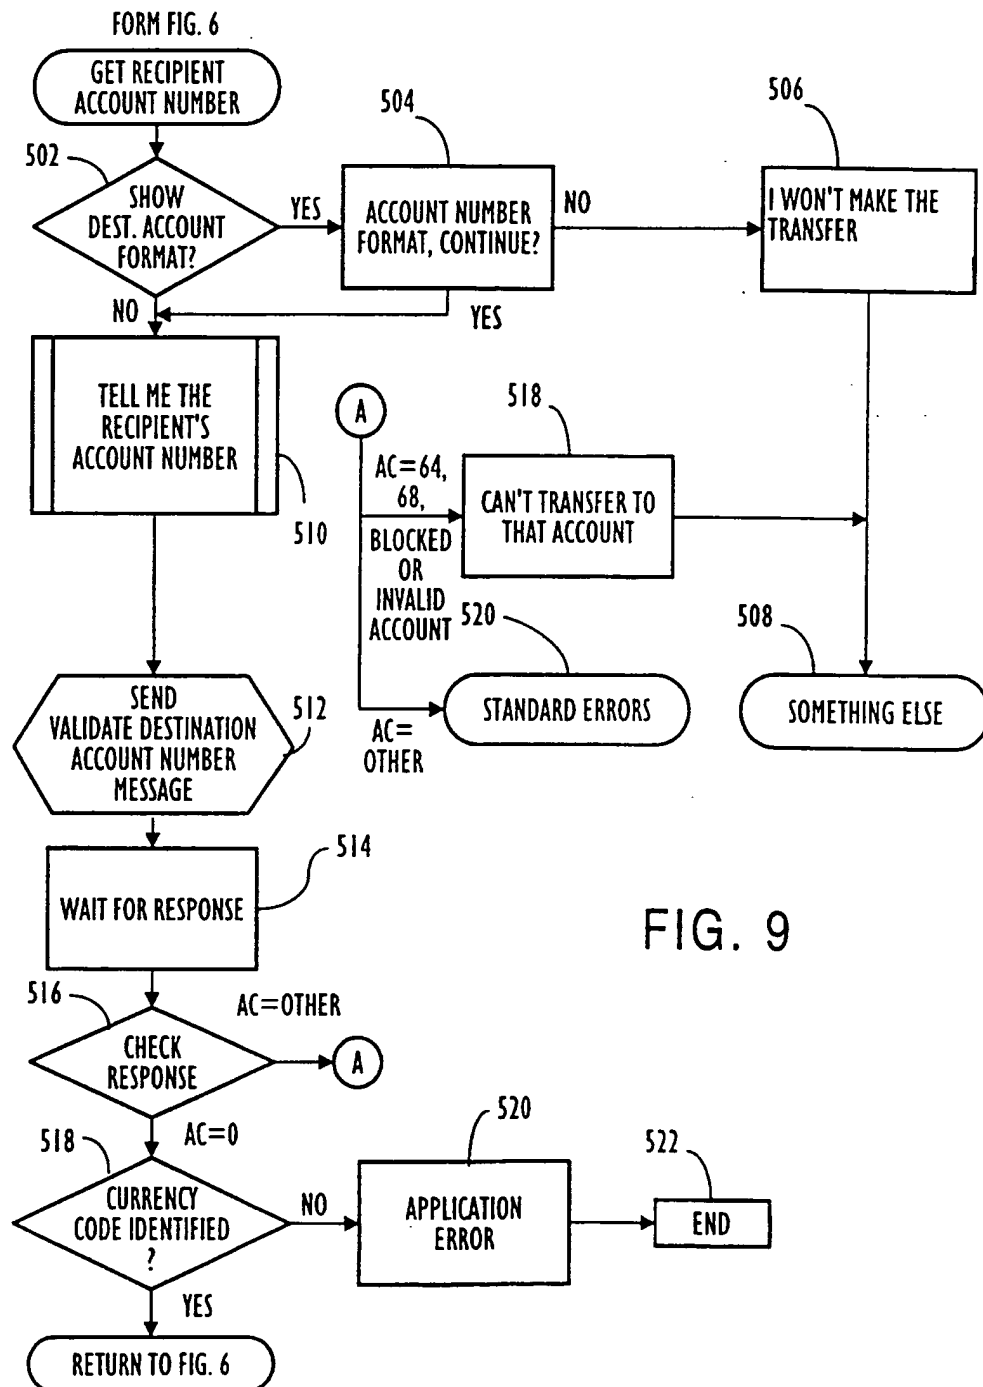 FORM FIG. 6
GET RECIPIENT
ACCOUNT NUMBER
502
SHOW
DEST. ACCOUNT
FORMAT?
YES
504
ACCOUNT NUMBER
FORMAT, CONTINUE?
NO
506
I WON'T MAKE THE
TRANSFER
NO
YES
TELL ME THE
RECIPIENT'S
ACCOUNT NUMBER
510
A
AC=64,
68,
BLOCKED
OR
INVALID
ACCOUNT
518
CAN'T TRANSFER TO
THAT ACCOUNT
520
STANDARD ERRORS
AC=
OTHER
508
SOMETHING ELSE
SEND
VALIDATE DESTINATION
ACCOUNT NUMBER
MESSAGE
512
WAIT FOR RESPONSE
514
FIG. 9
516
CHECK
RESPONSE
AC=OTHER
A
AC=0
518
CURRENCY
CODE IDENTIFIED
?
NO
520
APPLICATION
ERROR
522
END
YES
RETURN TO FIG. 6